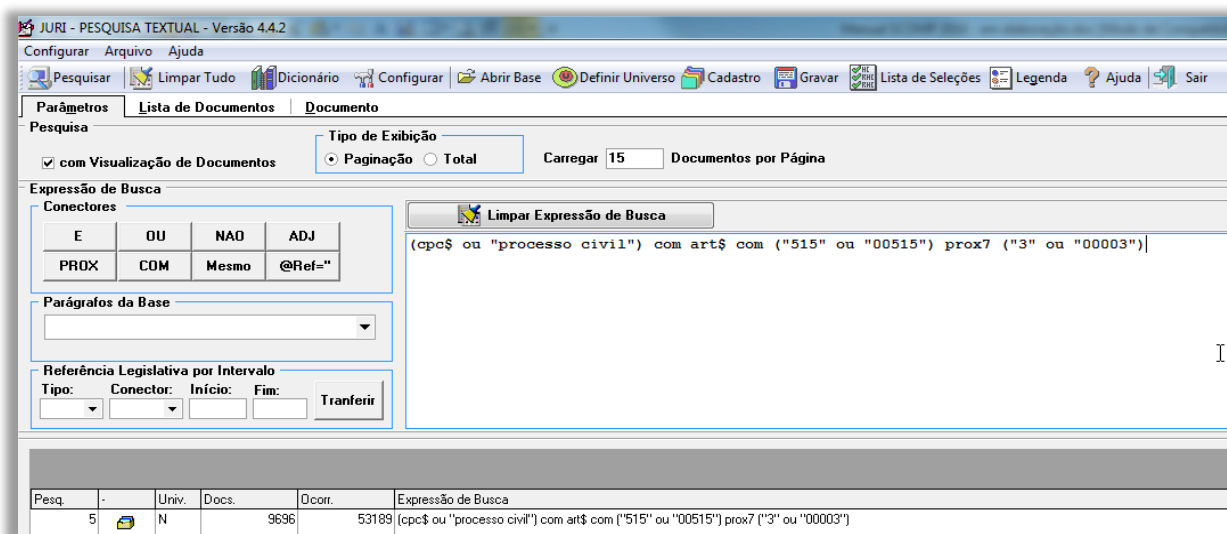 JURI - PESQUISA TEXTUAL - Versão 4.4.2
Configurar Arquivo Ajuda
Pesquisar Limpar Tudo Dicionário Configurar Abrir Base Definir Universo Cadastro Gravar Lista de Seleções Legenda Ajuda Sair
Parâmetros Lista de Documentos Documento
Pesquisa
Tipo de Exibição
com Visualização de Documentos Paginação Total Carregar 15 Documentos por Página
Expressão de Busca
Conectores
Limpar Expressão de Busca
E OU NAO ADJ
(cpc$ ou "processo civil") com art$ com ("515" ou "00515") prox7 ("3" ou "00003")
PROX COM Mesmo @Ref="
Parágrafos da Base
Referência Legislativa por Intervalo
Tipo: Conector: Início: Fim:
Tranferir
Pesq. - Univ. Docs. Ocorr. Expressão de Busca
5 N 9696 53189 (cpc$ ou "processo civil") com art$ com ("515" ou "00515") prox7 ("3" ou "00003")